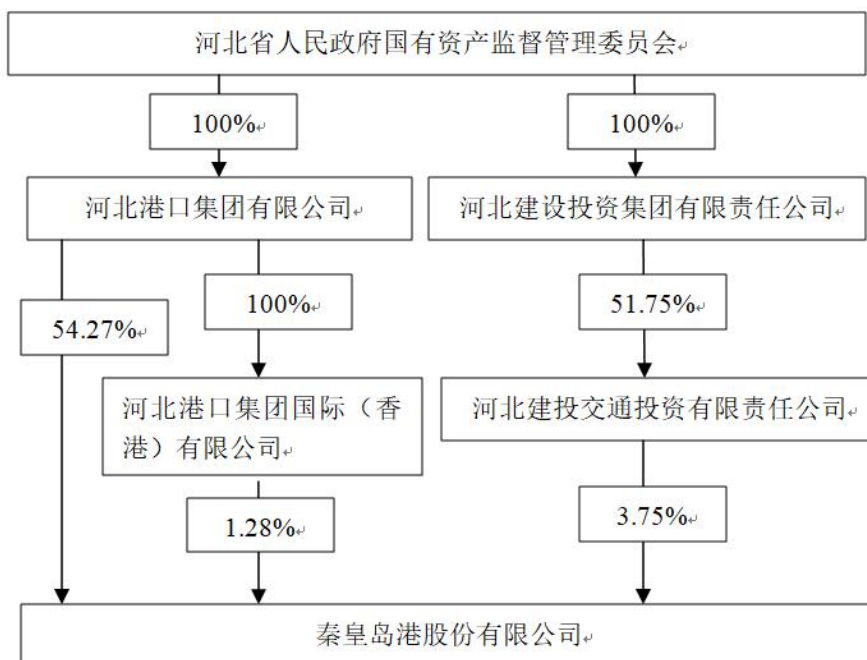 河北省人民政府国有资产监督管理委员会
100%
100%
河北港口集团有限公司
河北建设投资集团有限责任公司
54.27%
100%
51.75%
河北港口集团国际（香
港）有限公司
河北建投交通投资有限责任公司
1.28%
3.75%
秦皇岛港股份有限公司